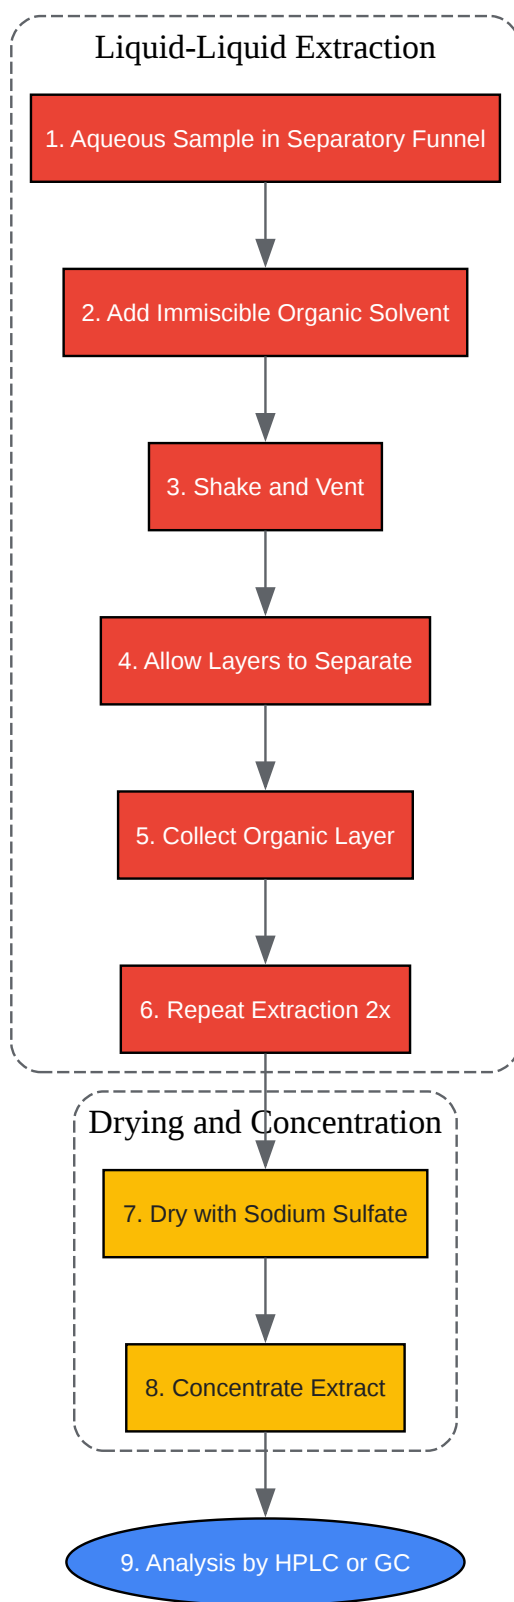 Liquid-Liquid Extraction
1. Aqueous Sample in Separatory Funnel
2. Add Immiscible Organic Solvent
3. Shake and Vent
4. Allow Layers to Separate
5. Collect Organic Layer
6. Repeat Extraction 2x
Drying and Concentration
7. Dry with Sodium Sulfate
8. Concentrate Extract
9. Analysis by HPLC or GC